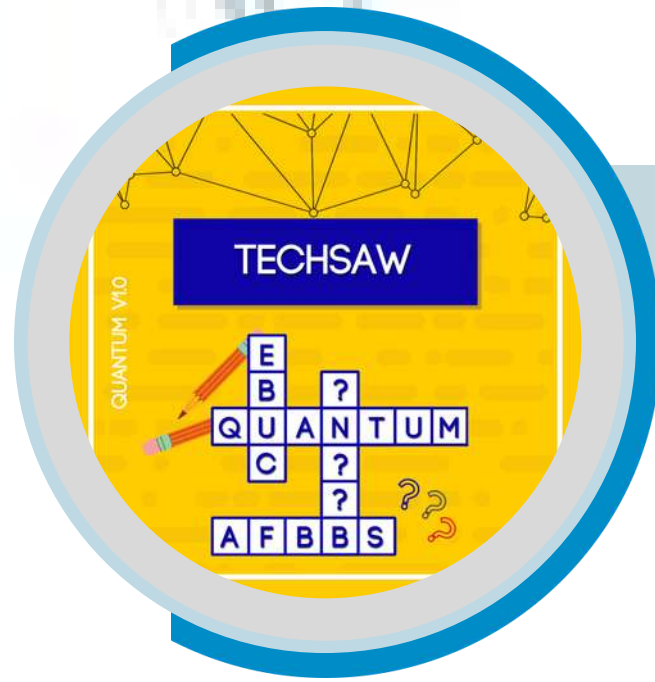 TECHSAW
QUANTUM V1.0
E
B ?
QUANTUM
C ?
?
AFBBS
? ? ?